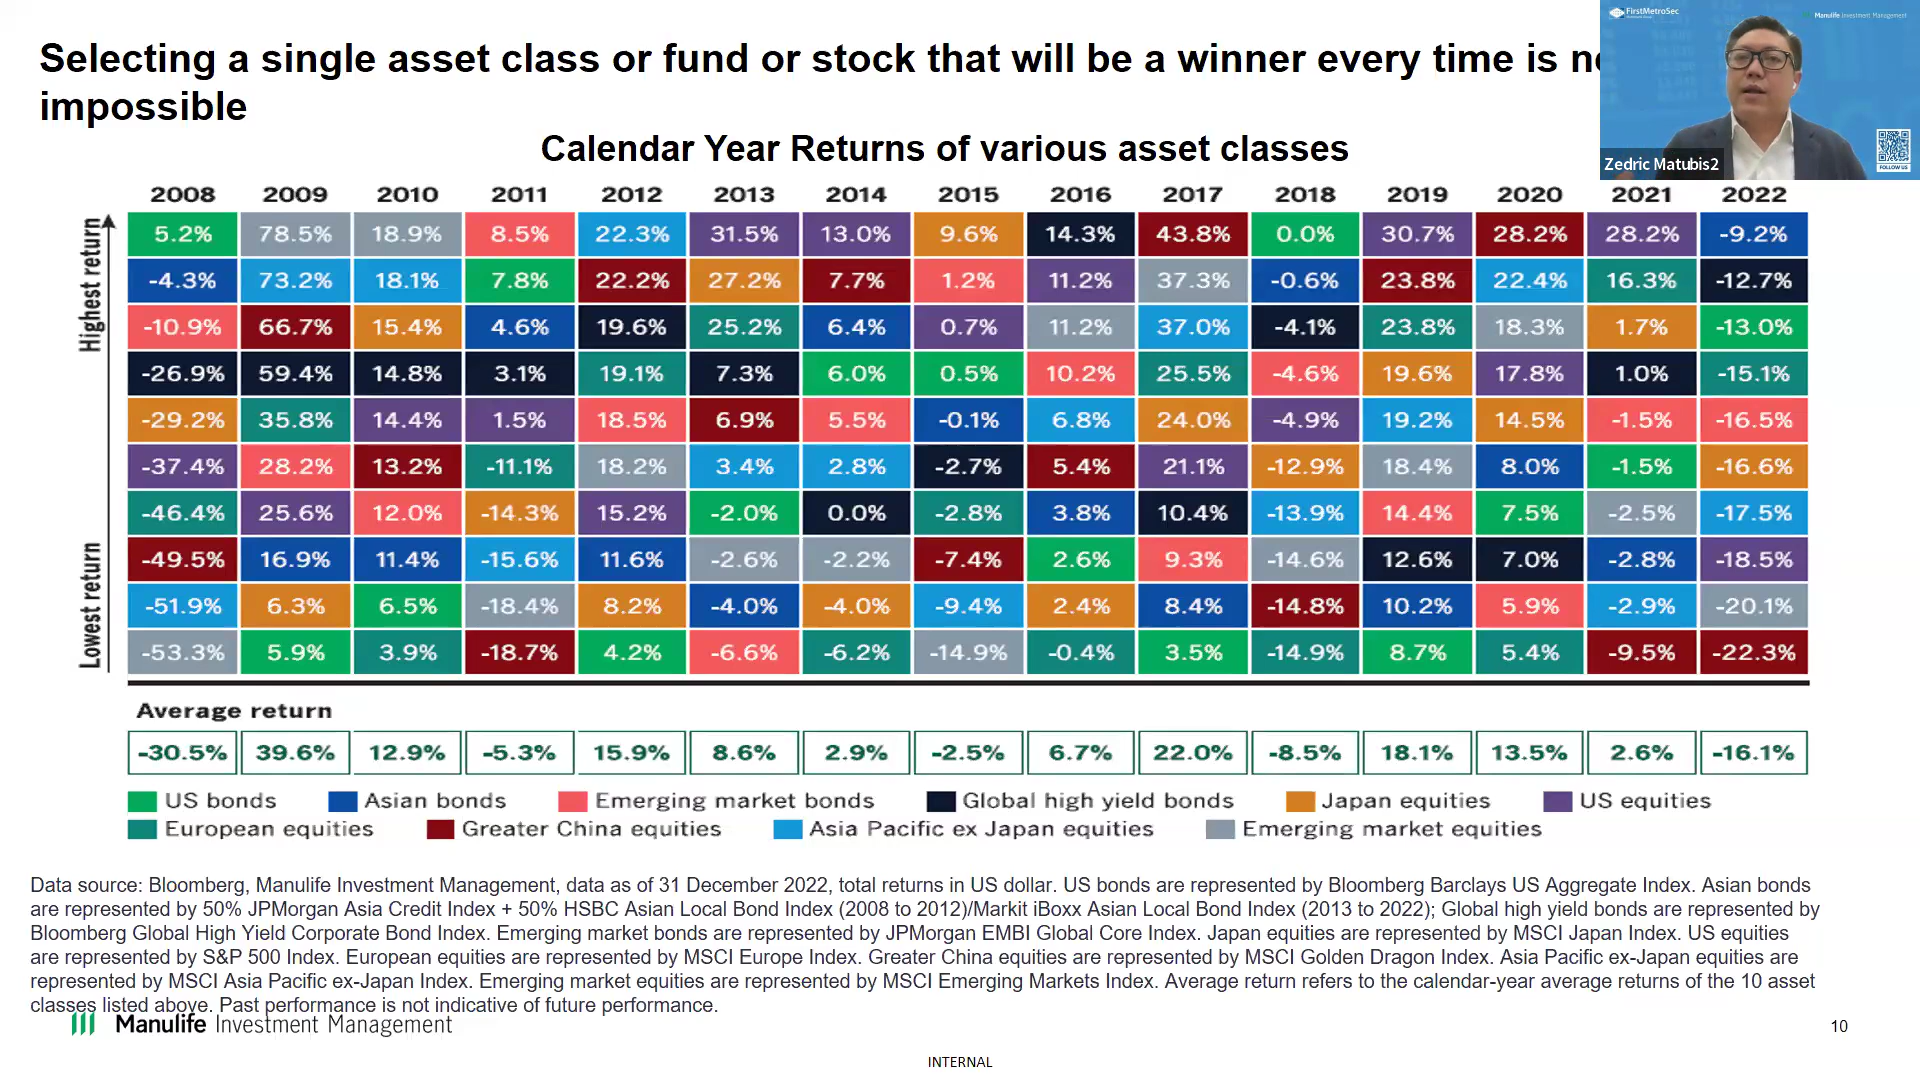 FirstMetroSec
Manulife Investment Management
Selecting a single asset class or fund or stock that will be a winner every time is
impossible
Zedric Matubis2
FOLLOW US
Calendar Year Returns of various asset classes
2008 2009 2010 2011 2012 2013 2014 2015 2016 2017 2018 2019 2020 2021 2022
Highest return
5.2% 78.5% 18.9% 8.5% 22.3% 31.5% 13.0% 9.6% 14.3% 43.8% 0.0% 30.7% 28.2% 28.2% -9.2%
-4.3% 73.2% 18.1% 7.8% 22.2% 27.2% 7.7% 1.2% 11.2% 37.3% -0.6% 23.8% 22.4% 16.3% -12.7%
-10.9% 66.7% 15.4% 4.6% 19.6% 25.2% 6.4% 0.7% 11.2% 37.0% -4.1% 23.8% 18.3% 1.7% -13.0%
-26.9% 59.4% 14.8% 3.1% 19.1% 7.3% 6.0% 0.5% 10.2% 25.5% -4.6% 19.6% 17.8% 1.0% -15.1%
-29.2% 35.8% 14.4% 1.5% 18.5% 6.9% 5.5% -0.1% 6.8% 24.0% -4.9% 19.2% 14.5% -1.5% -16.5%
-37.4% 28.2% 13.2% -11.1% 18.2% 3.4% 2.8% -2.7% 5.4% 21.1% -12.9% 18.4% 8.0% -1.5% -16.6%
-46.4% 25.6% 12.0% -14.3% 15.2% -2.0% 0.0% -2.8% 3.8% 10.4% -13.9% 14.4% 7.5% -2.5% -17.5%
-49.5% 16.9% 11.4% -15.6% 11.6% -2.6% -2.2% -7.4% 2.6% 9.3% -14.6% 12.6% 7.0% -2.8% -18.5%
-51.9% 6.3% 6.5% -18.4% 8.2% -4.0% -4.0% -9.4% 2.4% 8.4% -14.8% 10.2% 5.9% -2.9% -20.1%
-53.3% 5.9% 3.9% -18.7% 4.2% -6.6% -6.2% -14.9% -0.4% 3.5% -14.9% 8.7% 5.4% -9.5% -22.3%
Lowest return
Average return
-30.5% 39.6% 12.9% -5.3% 15.9% 8.6% 2.9% -2.5% 6.7% 22.0% -8.5% 18.1% 13.5% 2.6% -16.1%
US bonds Asian bonds Emerging market bonds Global high yield bonds Japan equities US equities
European equities Greater China equities Asia Pacific ex Japan equities Emerging market equities
Data source: Bloomberg, Manulife Investment Management, data as of 31 December 2022, total returns in US dollar. US bonds are represented by Bloomberg Barclays US Aggregate Index. Asian bonds
are represented by 50% JPMorgan Asia Credit Index + 50% HSBC Asian Local Bond Index (2008 to 2012)/Markit iBoxx Asian Local Bond Index (2013 to 2022); Global high yield bonds are represented by
Bloomberg Global High Yield Corporate Bond Index. Emerging market bonds are represented by JPMorgan EMBI Global Core Index. Japan equities are represented by MSCI Japan Index. US equities
are represented by S&P 500 Index. European equities are represented by MSCI Europe Index. Greater China equities are represented by MSCI Golden Dragon Index. Asia Pacific ex-Japan equities are
represented by MSCI Asia Pacific ex-Japan Index. Emerging market equities are represented by MSCI Emerging Markets Index. Average return refers to the calendar-year average returns of the 10 asset
classes listed above. Past performance is not indicative of future performance.
Manulife Investment Management
10
INTERNAL